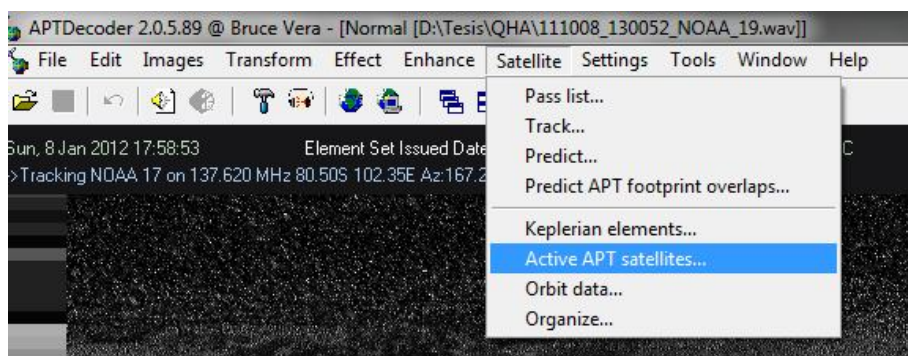 APTDecoder 2.0.5.89 @ Bruce Vera - [Normal [D:\Tesis\QHA\111008_130052_NOAA_19.wav]]
File Edit Images Transform Effect Enhance Satellite Settings Tools Window Help
Pass list...
Track...
Predict...
Predict APT footprint overlaps...
Keplerian elements...
Active APT satellites...
Orbit data...
Organize...
Sun, 8 Jan 2012 17:58:53 Element Set Issued Date C
->Tracking NOAA 17 on 137.620 MHz 80.50S 102.35E Az:167.2